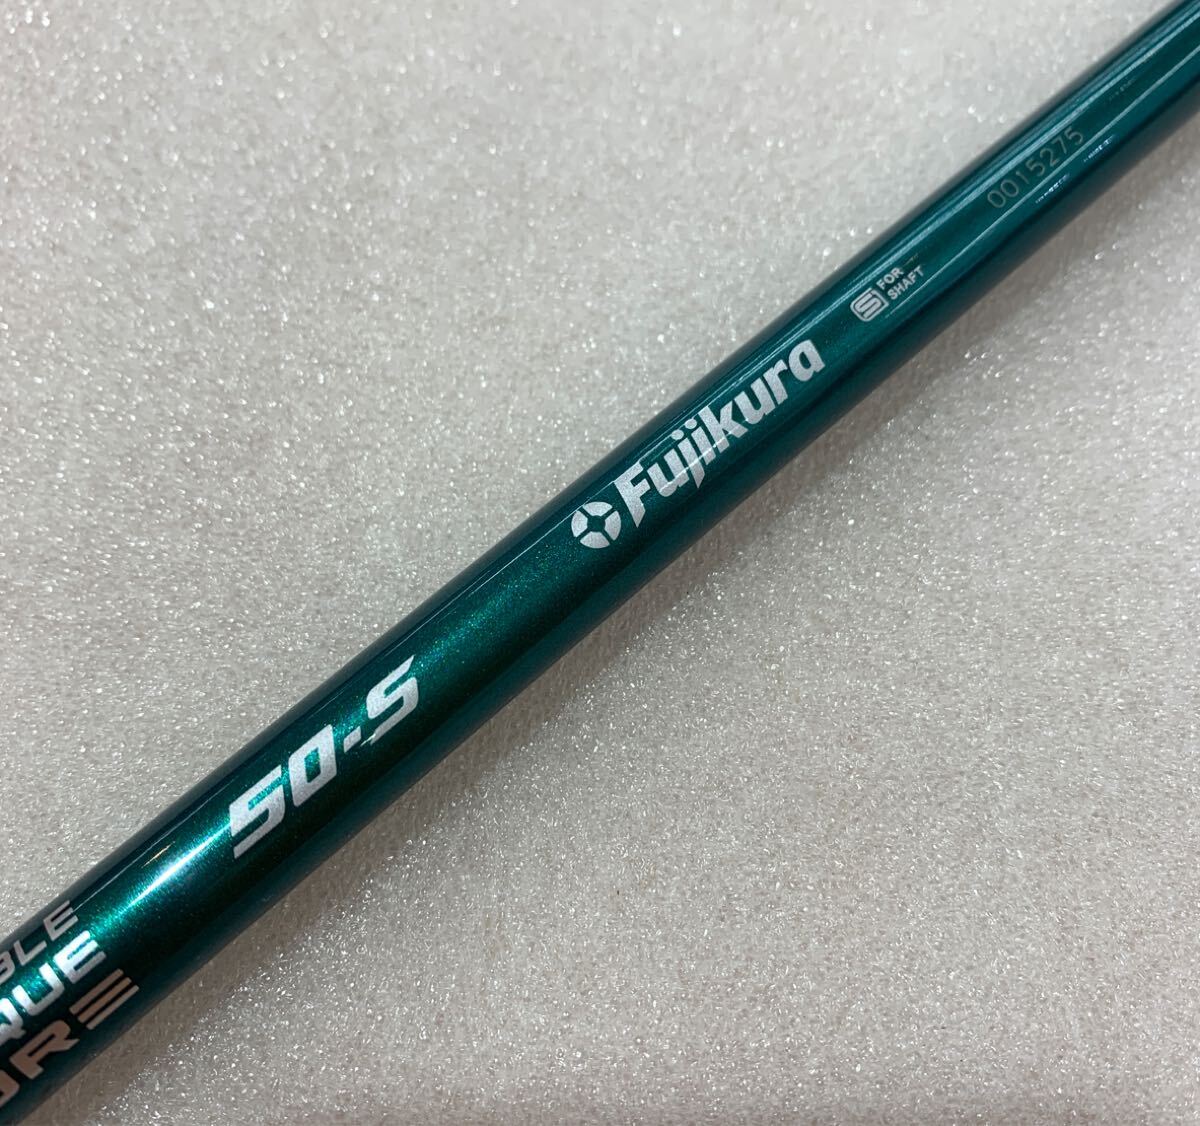 50-S
Fujikura
S FOR
SHAFT
0015275